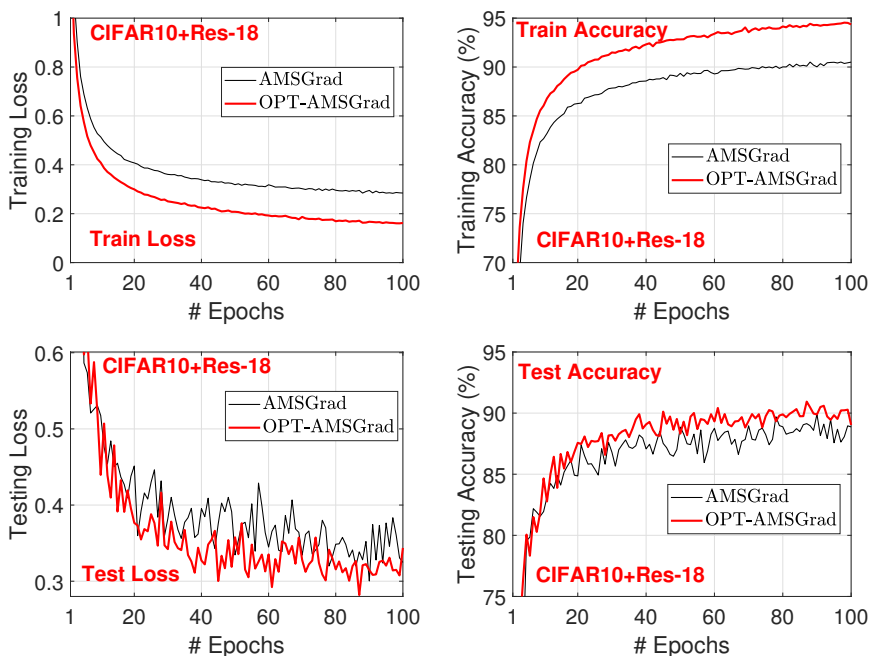 CIFAR10+Res-18
AMSGrad
OPT-AMSGrad
Train Loss
Training Loss
1
0.8
0.6
0.4
0.2
0
1 20 40 60 80 100
# Epochs
Train Accuracy
AMSGrad
OPT-AMSGrad
CIFAR10+Res-18
Training Accuracy (%)
95
90
85
80
75
70
1 20 40 60 80 100
# Epochs
CIFAR10+Res-18
AMSGrad
OPT-AMSGrad
Test Loss
Testing Loss
0.6
0.5
0.4
0.3
1 20 40 60 80 100
# Epochs
Test Accuracy
AMSGrad
OPT-AMSGrad
CIFAR10+Res-18
Testing Accuracy (%)
95
90
85
80
75
1 20 40 60 80 100
# Epochs